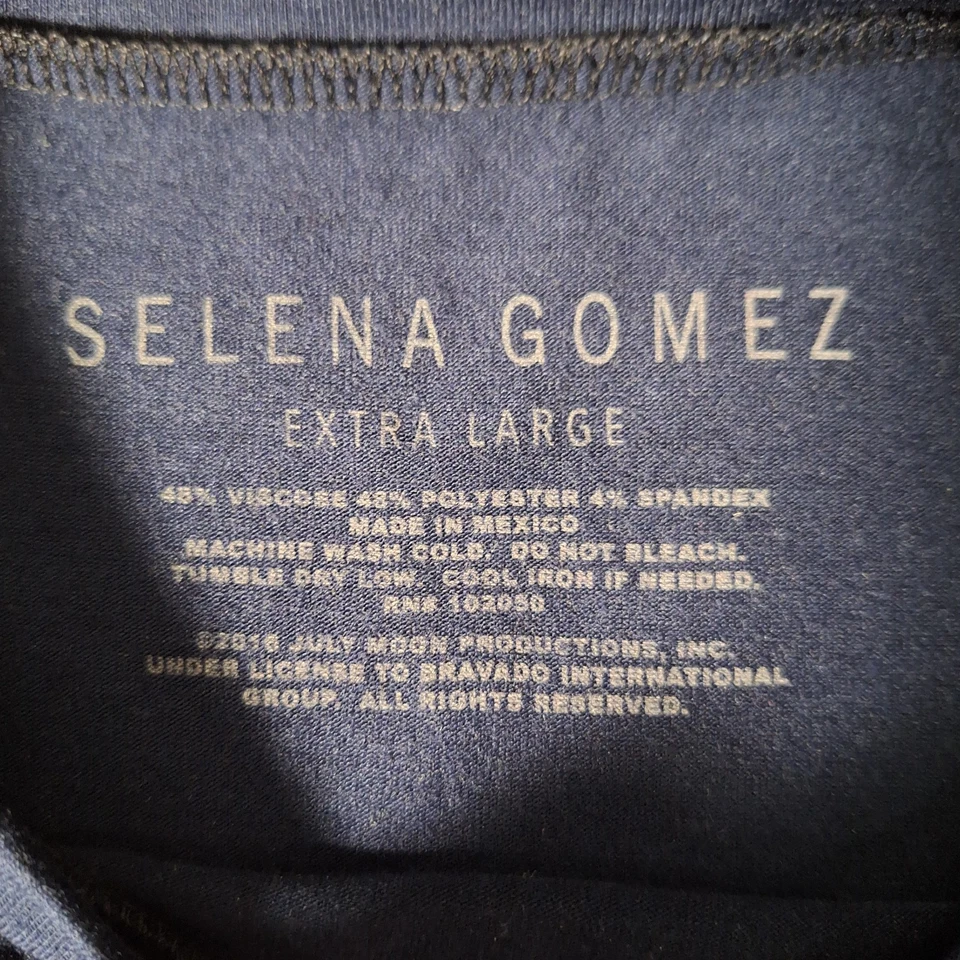 SELENA GOMEZ
EXTRA LARGE
48% VISCOSE 48% POLYESTER 4% SPANDEX
MADE IN MEXICO
MACHINE WASH COLD. DO NOT BLEACH.
TUMBLE DRY LOW. COOL IRON IF NEEDED.
RN# 102050
©2016 JULY MOON PRODUCTIONS, INC.
UNDER LICENSE TO BRAVADO INTERNATIONAL
GROUP. ALL RIGHTS RESERVED.